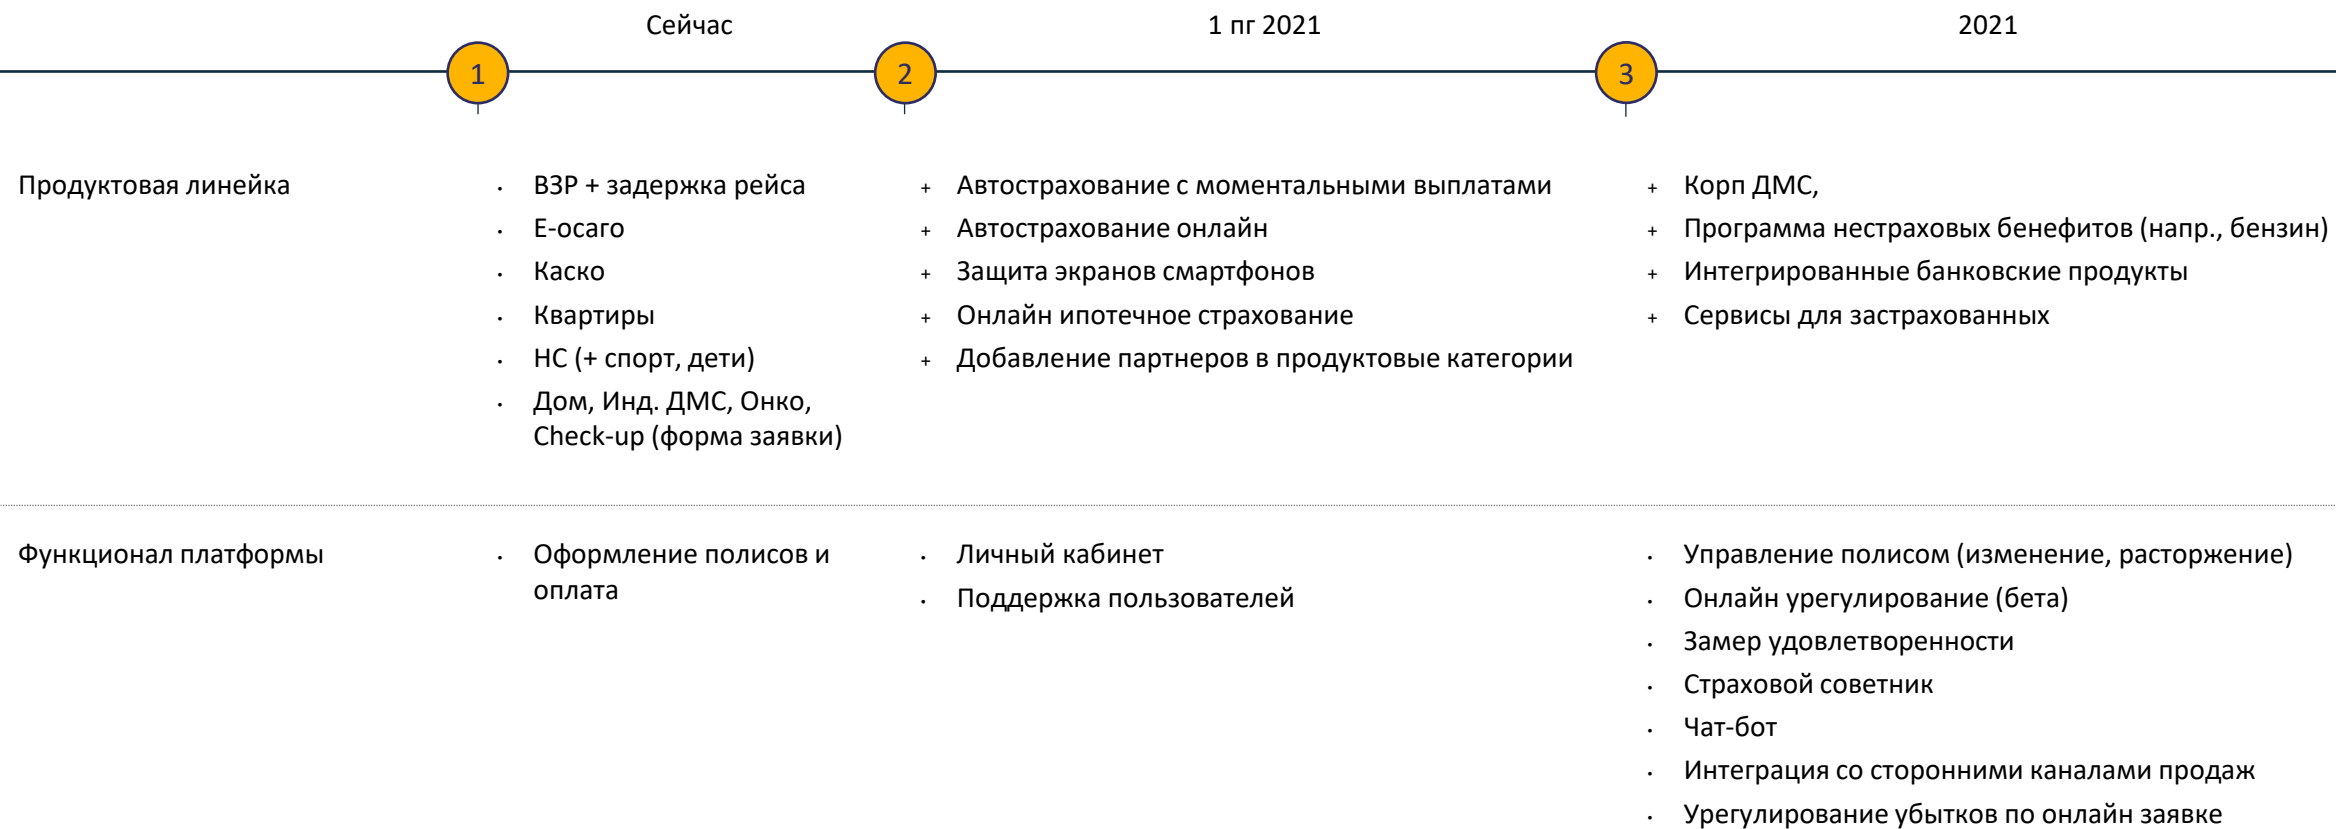 Сейчас
1 пг 2021
2021
1
2
3
Продуктовая линейка
· ВЗР + задержка рейса
· Е-осаго
· Каско
· Квартиры
· НС (+ спорт, дети)
· Дом, Инд. ДМС, Онко,
Check-up (форма заявки)
+ Автострахование с моментальными выплатами
+ Автострахование онлайн
+ Защита экранов смартфонов
+ Онлайн ипотечное страхование
+ Добавление партнеров в продуктовые категории
+ Корп ДМС,
+ Программа нестраховых бенефитов (напр., бензин)
+ Интегрированные банковские продукты
+ Сервисы для застрахованных
Функционал платформы
· Оформление полисов и
оплата
· Личный кабинет
· Поддержка пользователей
· Управление полисом (изменение, расторжение)
· Онлайн урегулирование (бета)
· Замер удовлетворенности
· Страховой советник
· Чат-бот
· Интеграция со сторонними каналами продаж
· Урегулирование убытков по онлайн заявке